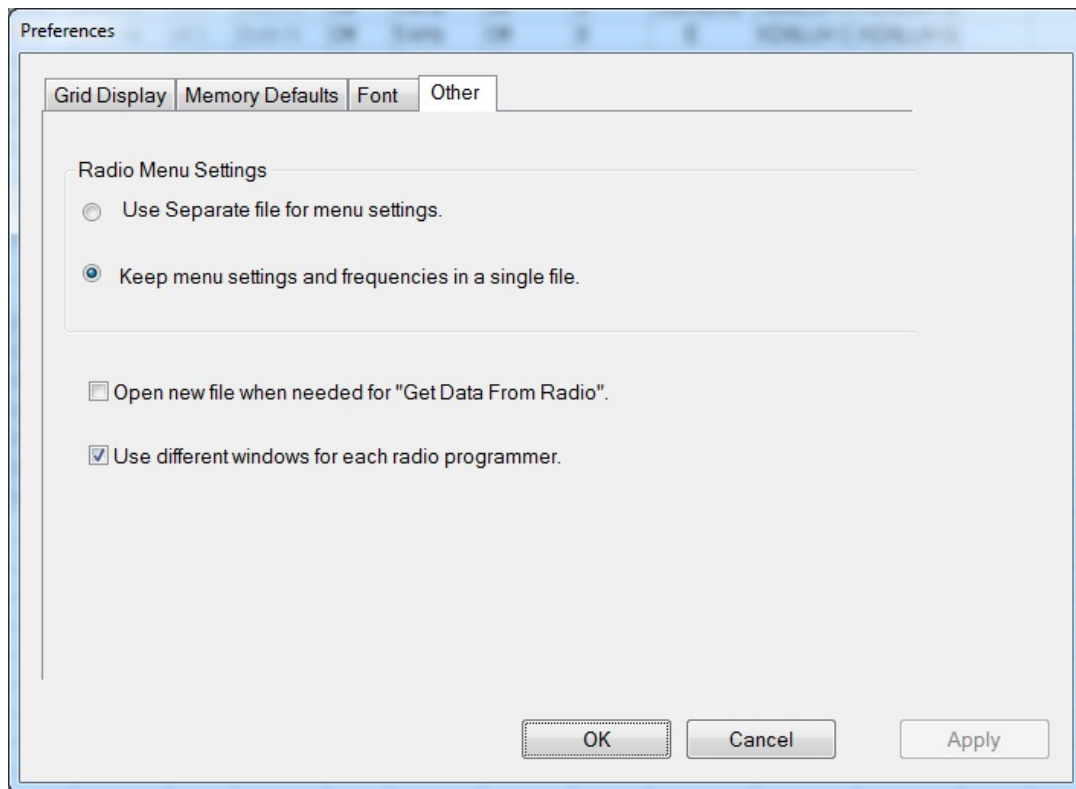 Preferences
Grid Display Memory Defaults Font Other
Radio Menu Settings
Use Separate file for menu settings.
Keep menu settings and frequencies in a single file.
Open new file when needed for "Get Data From Radio".
Use different windows for each radio programmer.
OK Cancel Apply